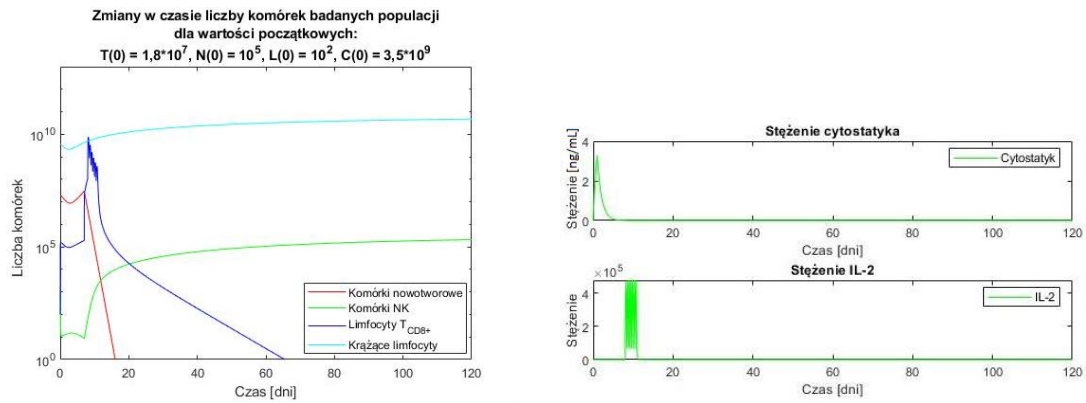 Zmiany w czasie liczby komórek badanych populacji
dla wartości początkowych:
T(0) = 1,8*10^7, N(0) = 10^5, L(0) = 10^2, C(0) = 3,5*10^9
Liczba komórek
10^10
10^5
10^0
0 20 40 60 80 100 120
Czas [dni]
Komórki nowotworowe
Komórki NK
Limfocyty T_CD8+
Krążące limfocyty
Stężenie cytostatyka
Stężenie [ng/mL]
4
2
0
0 20 40 60 80 100 120
Czas [dni]
Cytostatyk
×10^5
Stężenie IL-2
Stężenie
4
2
0
0 20 40 60 80 100 120
Czas [dni]
IL-2